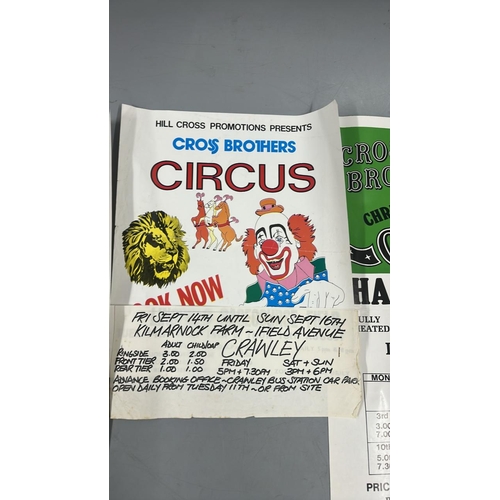 HILL CROSS PROMOTIONS PRESENTS
CROSS BROTHERS
CIRCUS
OK NOW
FRI SEPT 14TH UNTIL SUN SEPT 16TH
KILMARNOCK FARM ~ IFIELD AVENUE
ADULT CHILD/OAP CRAWLEY
RINGSIDE 3.00 2.00 FRIDAY SAT + SUN
FRONT TIER 2.00 1.50 5PM + 7.30PM 3PM + 6PM
REAR TIER 1.00 1.00
ADVANCE BOOKING OFFICE ~ CRAWLEY BUS STATION CAR PARK
OPEN DAILY FROM TUESDAY 11TH ~ OR FROM SITE
CRO
BRO
CHR
HA
ULLY
HEATED
MON
3rd
3.00
7.00
10th
5.0
7.30
PRIC